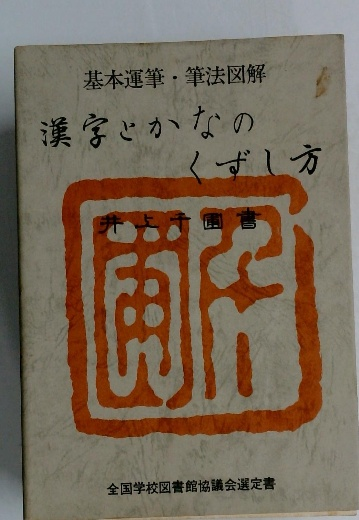 基本運筆・筆法図解
漢字とかなの
くずし方
井上千圃書
全国学校図書館協議会選定書